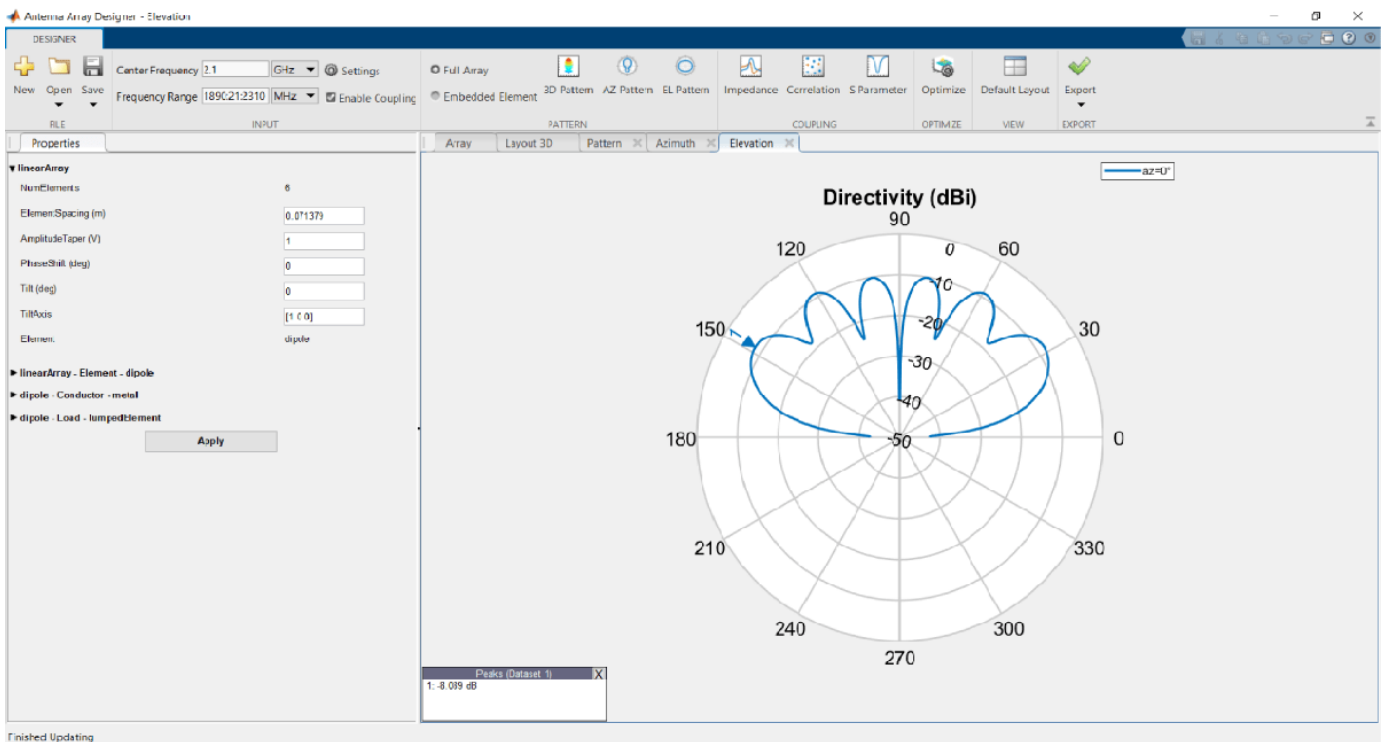 Antenna Array Designer - Elevation
DESIGNER
New Open Save
FILE
Center Frequency 2.1 GHz Settings
Frequency Range 1890:21:2310 MHz Enable Coupling
INPUT
Full Array
Embedded Element
3D Pattern AZ Pattern EL Pattern
PATTERN
Impedance Correlation S Parameter
COUPLING
Optimize
OPTIMIZE
Default Layout
VIEW
Export
EXPORT
Properties
linearArray
NumElements 6
ElementSpacing (m) 0.071379
AmplitudeTaper (V) 1
PhaseShift (deg) 0
Tilt (deg) 0
TiltAxis [1 0 0]
Element dipole
linearArray - Element - dipole
dipole - Conductor - metal
dipole - Load - lumpedElement
Apply
Array Layout 3D Pattern Azimuth Elevation
az=0°
Directivity (dBi)
90
120 0 60
-10
150 1 -20 30
-30
-40
180 -50 0
210 330
240 300
270
Peaks (Dataset 1) X
1: -8.089 dB
Finished Updating